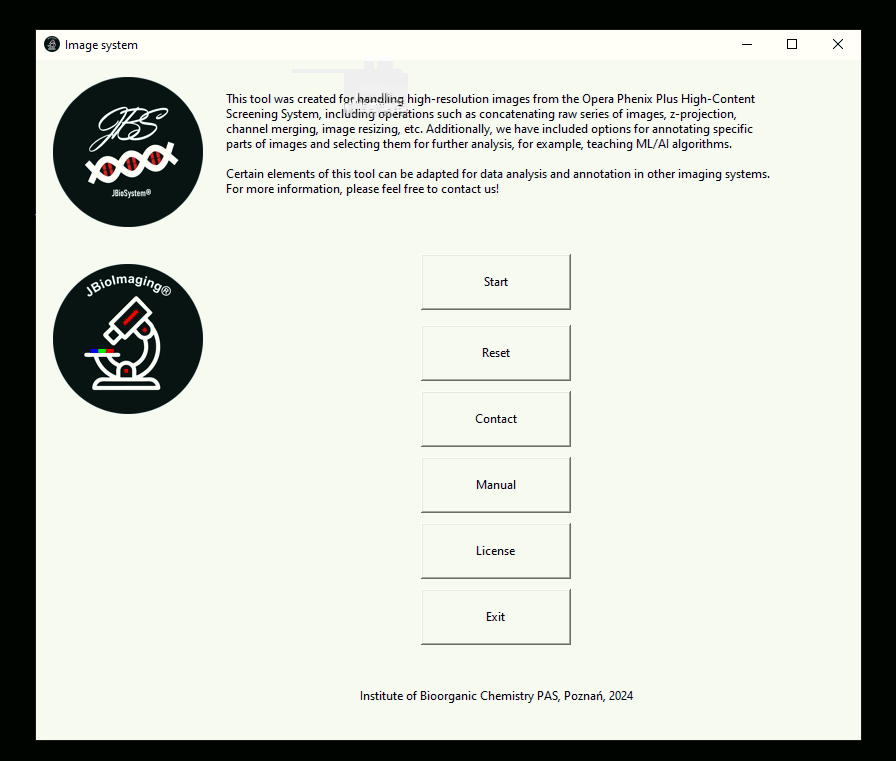 Image system
JBS
JBioSystem®
This tool was created for handling high-resolution images from the Opera Phenix Plus High-Content
Screening System, including operations such as concatenating raw series of images, z-projection,
channel merging, image resizing, etc. Additionally, we have included options for annotating specific
parts of images and selecting them for further analysis, for example, teaching ML/AI algorithms.
Certain elements of this tool can be adapted for data analysis and annotation in other imaging systems.
For more information, please feel free to contact us!
JBioImaging®
Start
Reset
Contact
Manual
License
Exit
Institute of Bioorganic Chemistry PAS, Poznań, 2024